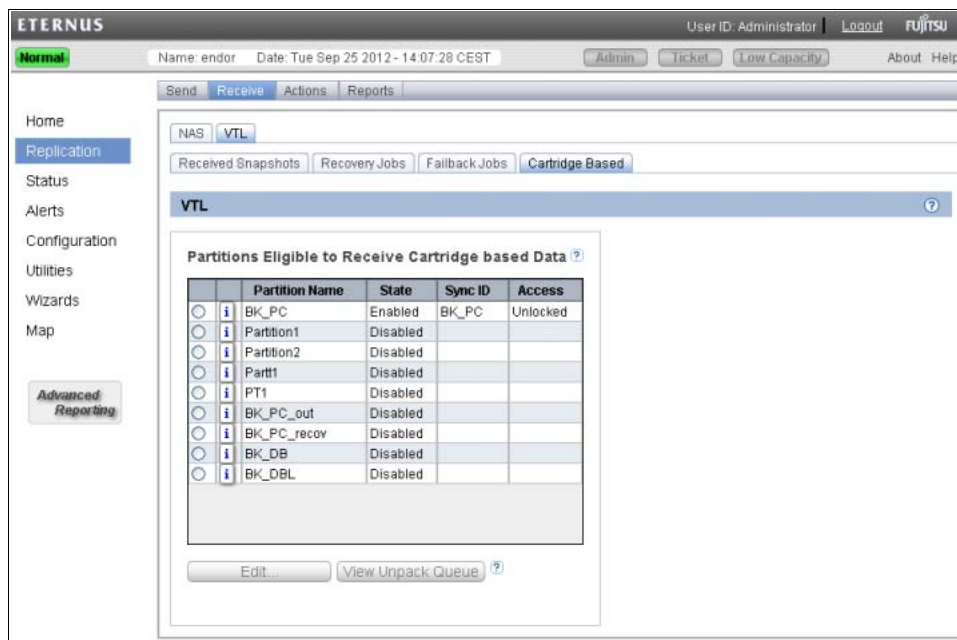 ETERNUS User ID: Administrator Logout FUJITSU
Normal Name: endor Date: Tue Sep 25 2012 - 14:07:28 CEST Admin Ticket Low Capacity About Help
Send Receive Actions Reports
Home
Replication
Status
Alerts
Configuration
Utilities
Wizards
Map
Advanced
Reporting
NAS VTL
Received Snapshots Recovery Jobs Failback Jobs Cartridge Based
VTL ?
Partitions Eligible to Receive Cartridge based Data ?
Partition Name State Sync ID Access
i BK_PC Enabled BK_PC Unlocked
i Partition1 Disabled
i Partition2 Disabled
i Partt1 Disabled
i PT1 Disabled
i BK_PC_out Disabled
i BK_PC_recov Disabled
i BK_DB Disabled
i BK_DBL Disabled
Edit... View Unpack Queue ?